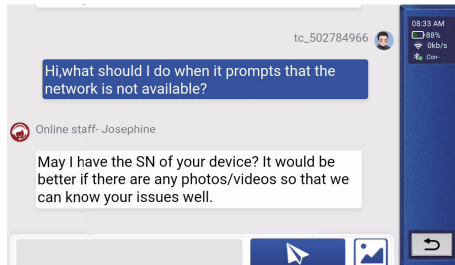 08:33 AM
88%
0kb/s
Con-
tc_502784966
Hi,what should I do when it prompts that the
network is not available?
Online staff- Josephine
May I have the SN of your device? It would be
better if there are any photos/videos so that we
can know your issues well.